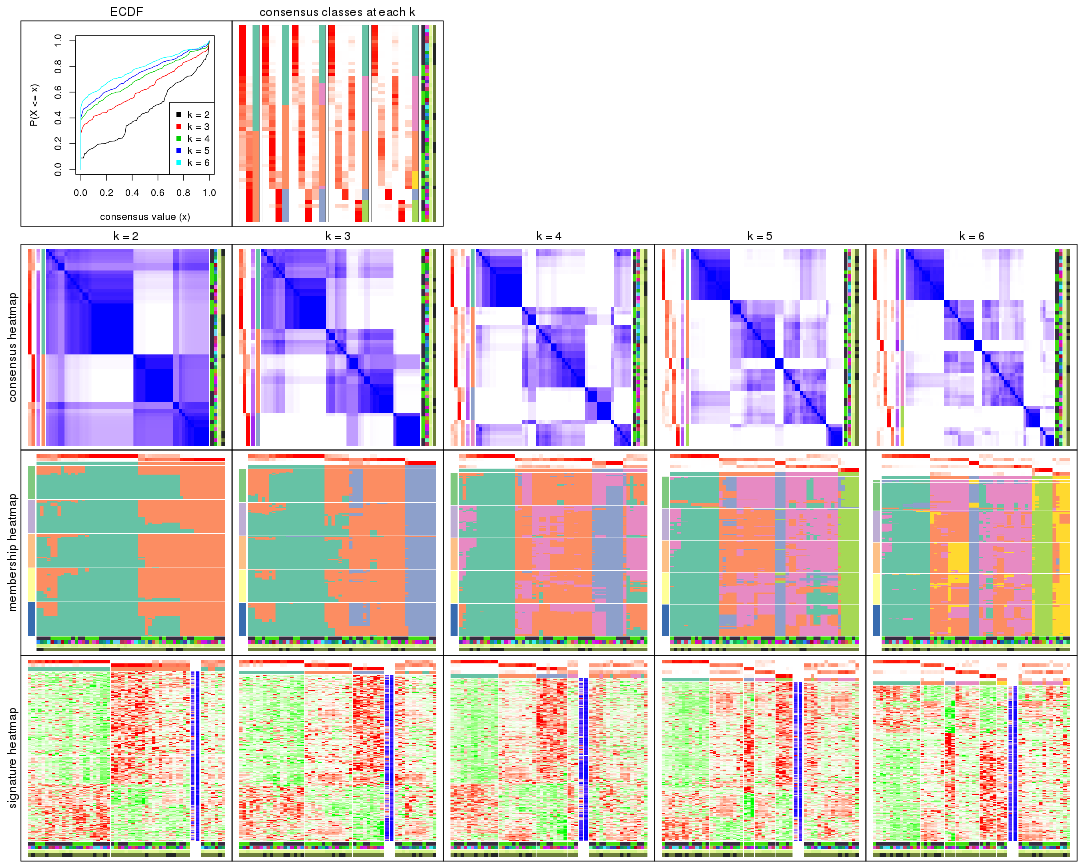 ECDF
consensus classes at each k
P(X <= x)
0.0
0.2
0.4
0.6
0.8
1.0
k = 2
k = 3
k = 4
k = 5
k = 6
0.0 0.2 0.4 0.6 0.8 1.0
consensus value (x)
k = 2
k = 3
k = 4
k = 5
k = 6
consensus heatmap
membership heatmap
signature heatmap